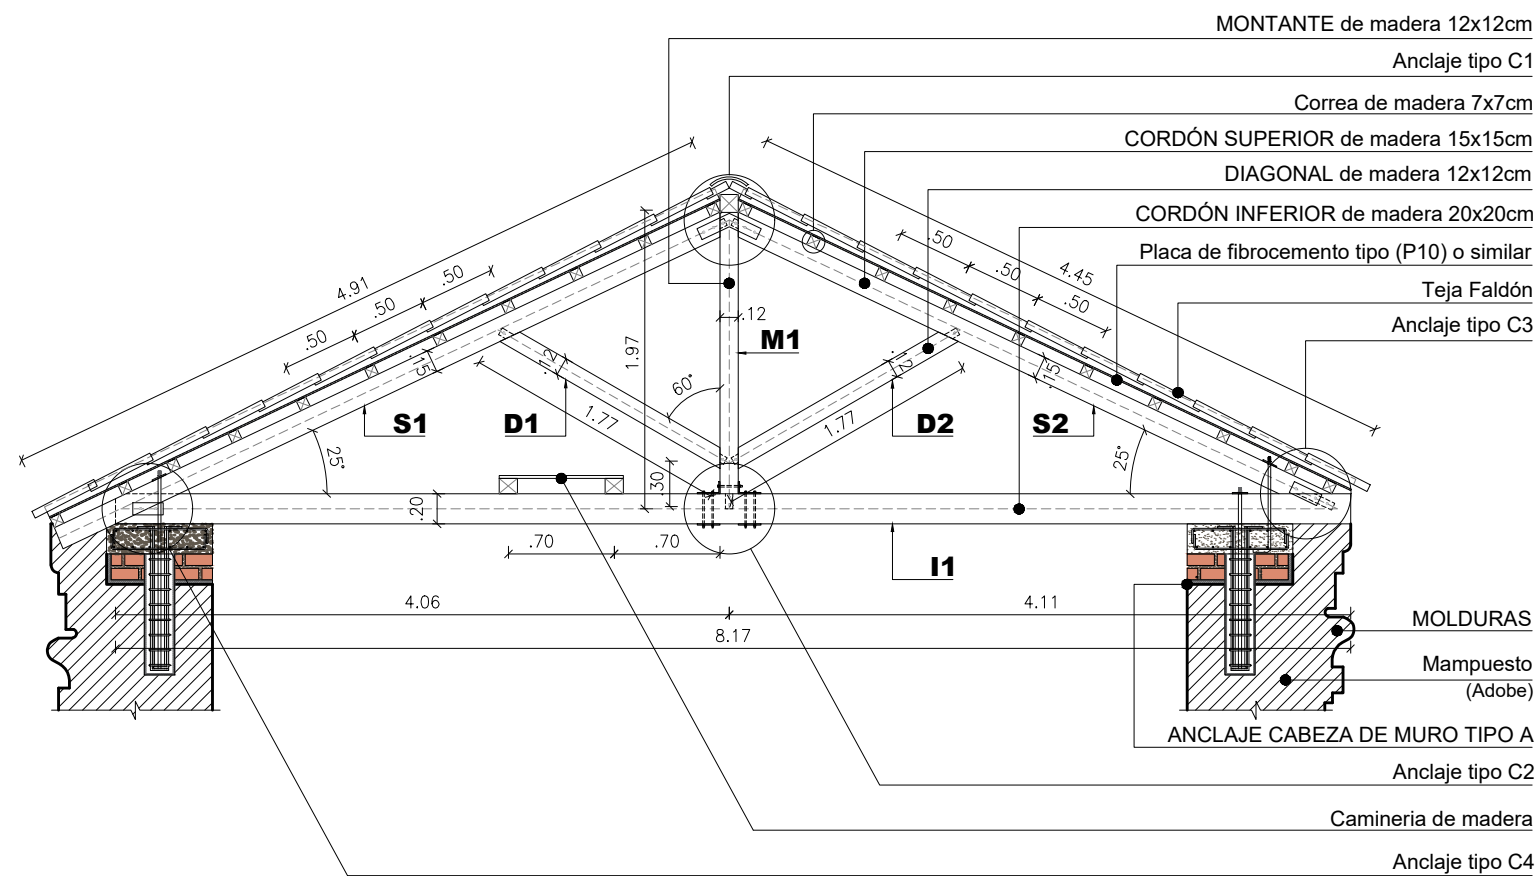 MONTANTE de madera 12x12cm
Anclaje tipo C1
Correa de madera 7x7cm
CORDÓN SUPERIOR de madera 15x15cm
DIAGONAL de madera 12x12cm
CORDÓN INFERIOR de madera 20x20cm
Placa de fibrocemento tipo (P10) o similar
Teja Faldón
Anclaje tipo C3
4.91
.50
.50
.50
4.45
.50
.50
.50
.12
1.97
M1
.15
.12
60°
.12
.15
1.77
1.77
S1
D1
D2
S2
25°
25°
.30
.20
.70
.70
I1
4.06
4.11
8.17
MOLDURAS
Mampuesto
(Adobe)
ANCLAJE CABEZA DE MURO TIPO A
Anclaje tipo C2
Camineria de madera
Anclaje tipo C4